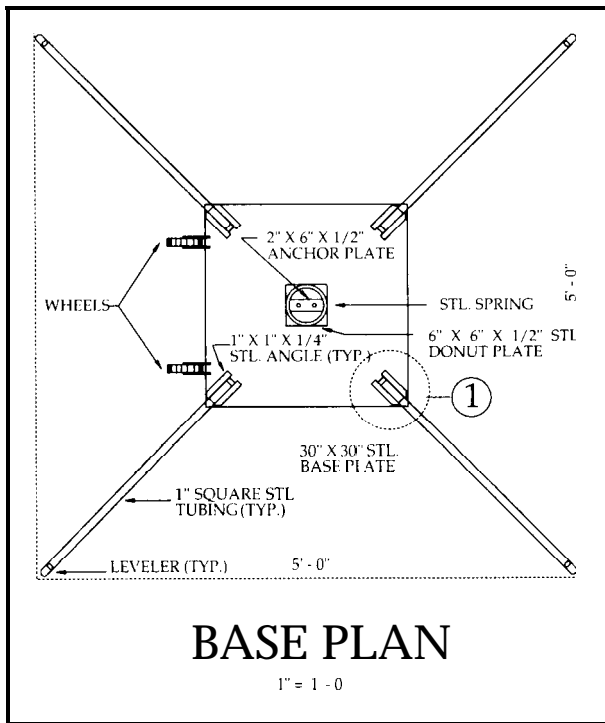 2" X 6" X 1/2"
ANCHOR PLATE
5' - 0"
WHEELS
STL. SPRING
6" X 6" X 1/2" STL
DONUT PLATE
1" X 1" X 1/4"
STL. ANGLE (TYP.)
1
30" X 30" STL.
BASE PLATE
1" SQUARE STL
TUBING (TYP.)
LEVELER (TYP.)
5' - 0"
BASE PLAN
1" = 1 - 0